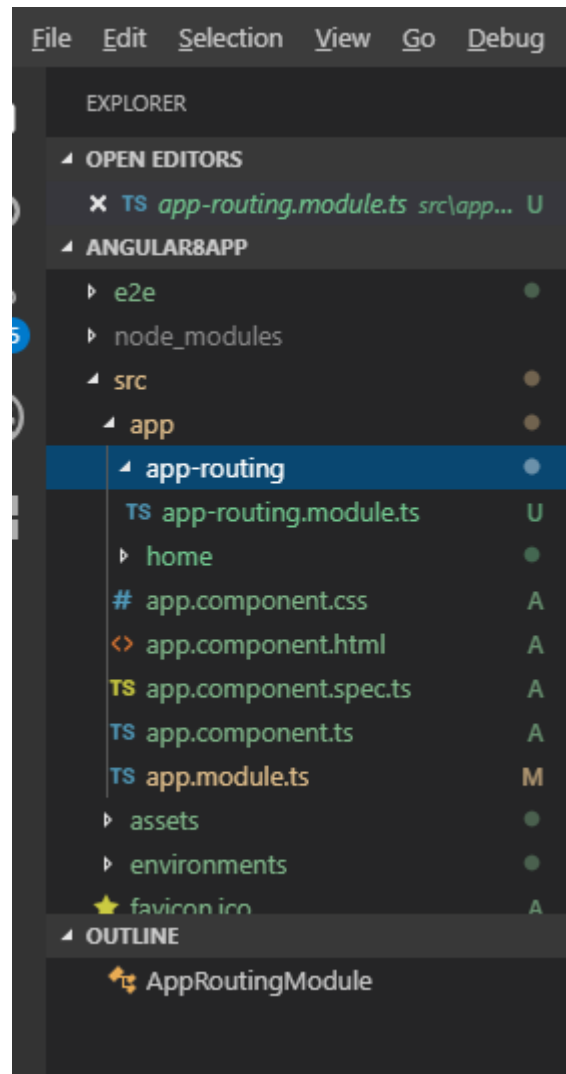 File Edit Selection View Go Debug
EXPLORER
OPEN EDITORS
TS app-routing.module.ts src\app... U
ANGULAR8APP
e2e
node_modules
src
app
app-routing
TS app-routing.module.ts U
home
# app.component.css A
<> app.component.html A
TS app.component.spec.ts A
TS app.component.ts A
TS app.module.ts M
assets
environments
favicon.ico A
OUTLINE
AppRoutingModule